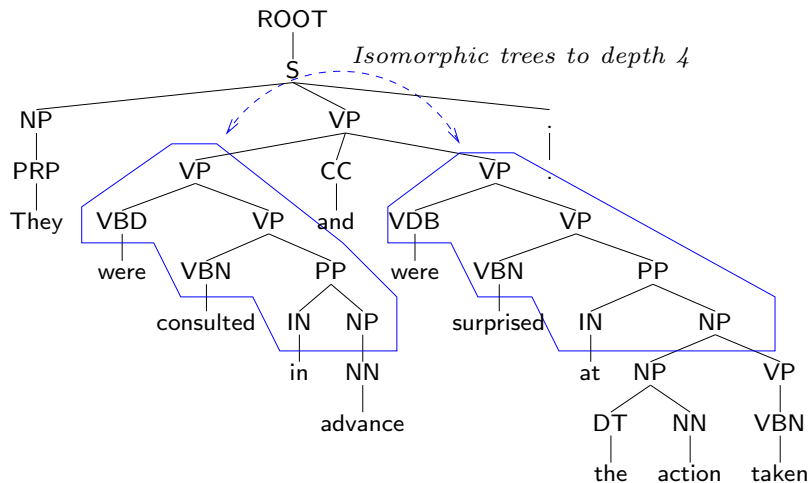 ROOT
Isomorphic trees to depth 4
S
NP VP .
PRP VP CC VP .
They VBD VP and VDB VP
were VBN PP were VBN PP
consulted IN NP surprised IN NP
in NN at NP VP
advance DT NN VBN
the action taken